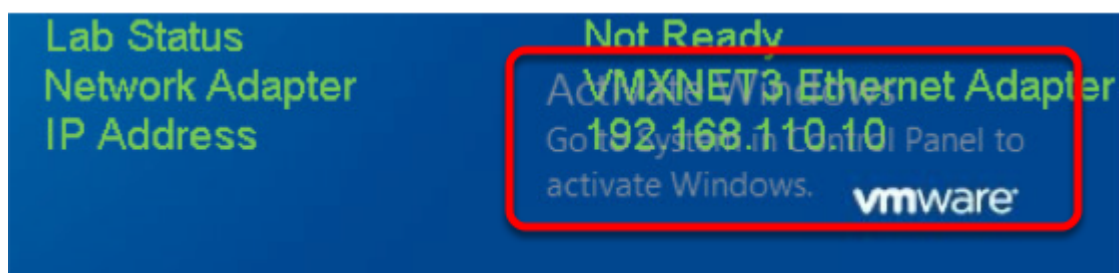 Lab Status Not Ready
Network Adapter VMXNET3 Ethernet Adapter
IP Address 192.168.110.10
Activate Windows
Go to System in Control Panel to
activate Windows.
vmware